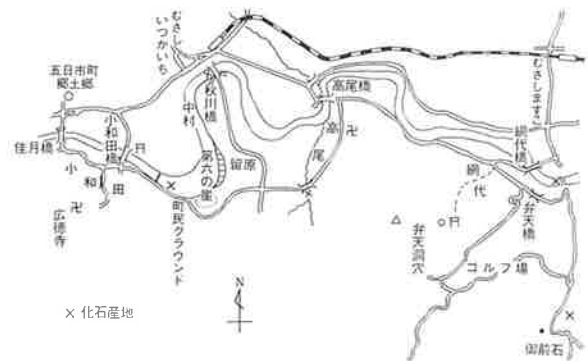 むさし
いつかいち
五日市町
郷土郷
小和田橋
佳月橋
小和田
卍
広徳寺
町民グラウンド
中村
秋川橋
第六の崖
留原
高尾橋
高尾
卍
むさしますこ
網代橋
網代
弁天橋
弁天洞穴
コルフ場
御前石
N
× 化石産地